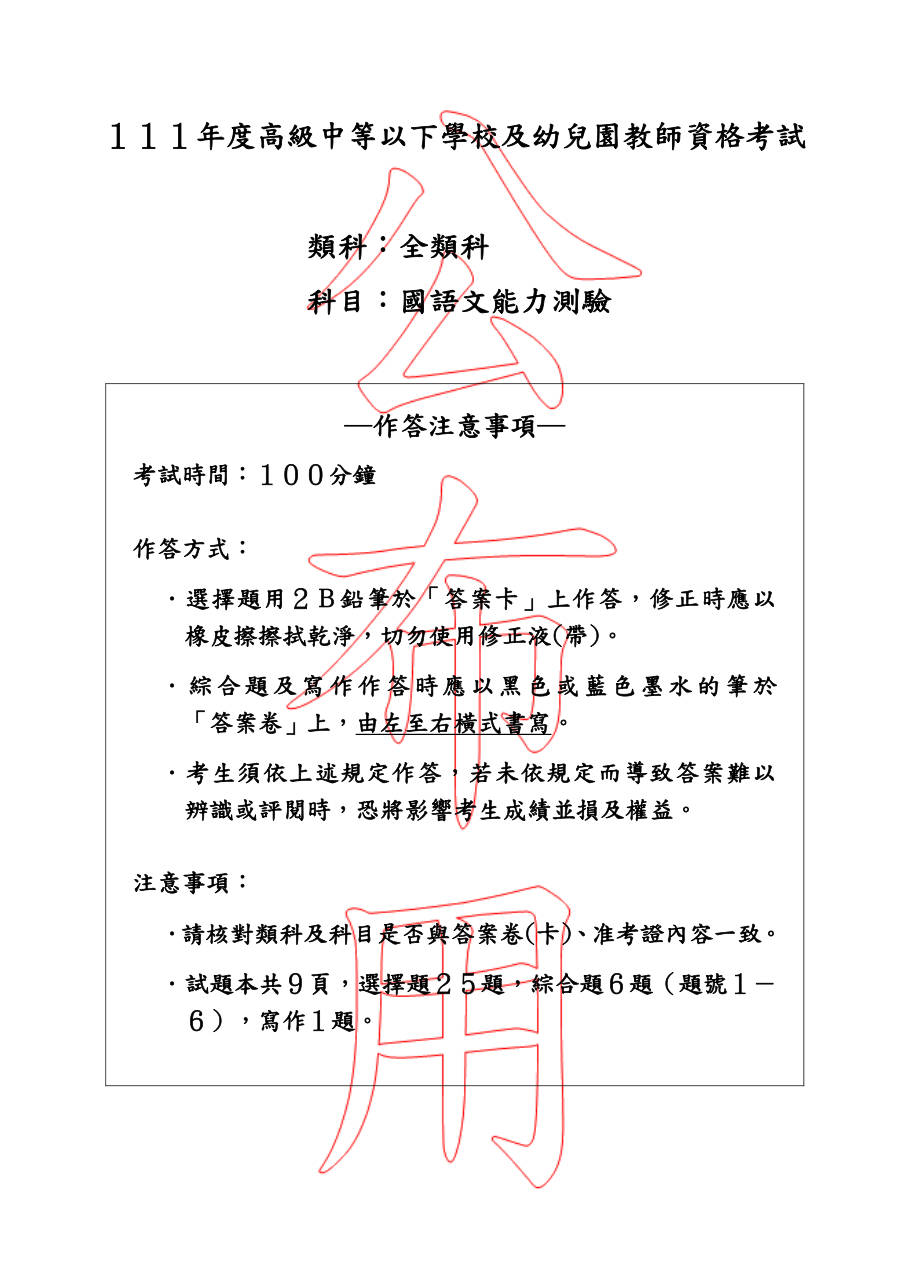 １１１年度高級中等以下學校及幼兒園教師資格考試
類科：全類科
科目：國語文能力測驗
—作答注意事項—
考試時間：１００分鐘
作答方式：
．選擇題用２Ｂ鉛筆於「答案卡」上作答，修正時應以
橡皮擦擦拭乾淨，切勿使用修正液(帶)。
．綜合題及寫作作答時應以黑色或藍色墨水的筆於
「答案卷」上，由左至右橫式書寫。
．考生須依上述規定作答，若未依規定而導致答案難以
辨識或評閱時，恐將影響考生成績並損及權益。
注意事項：
．請核對類科及科目是否與答案卷(卡)、准考證內容一致。
．試題本共９頁，選擇題２５題，綜合題６題（題號１－
６），寫作１題。
公布用